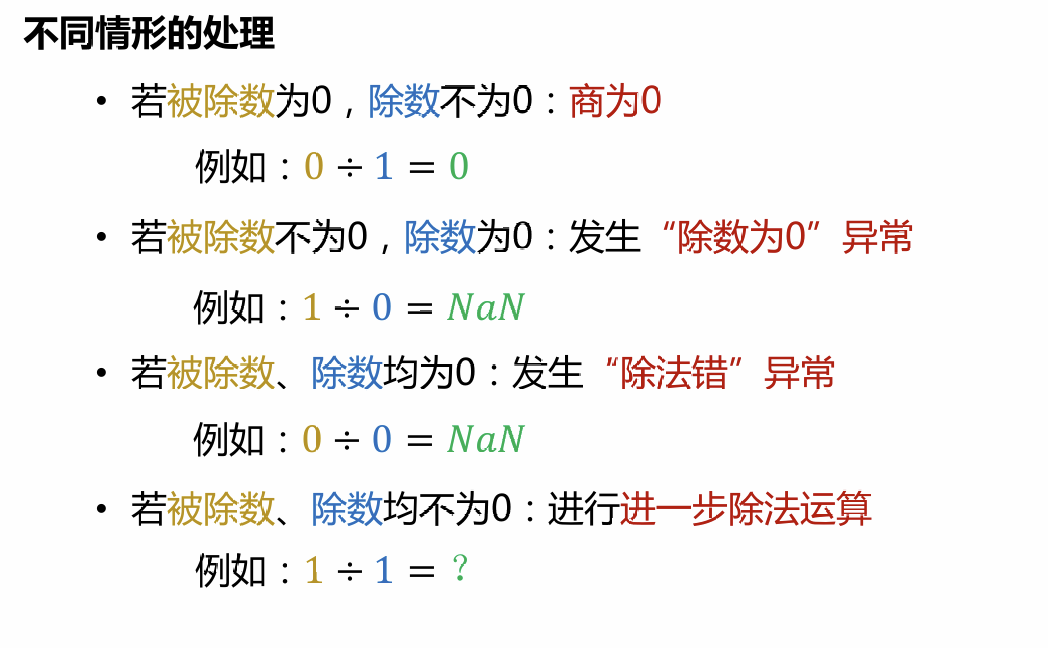 不同情形的处理
• 若被除数为0，除数不为0：商为0
例如：0 ÷ 1 = 0
• 若被除数不为0，除数为0：发生“除数为0”异常
例如：1 ÷ 0 = NaN
• 若被除数、除数均为0：发生“除法错”异常
例如：0 ÷ 0 = NaN
• 若被除数、除数均不为0：进行进一步除法运算
例如：1 ÷ 1 = ?